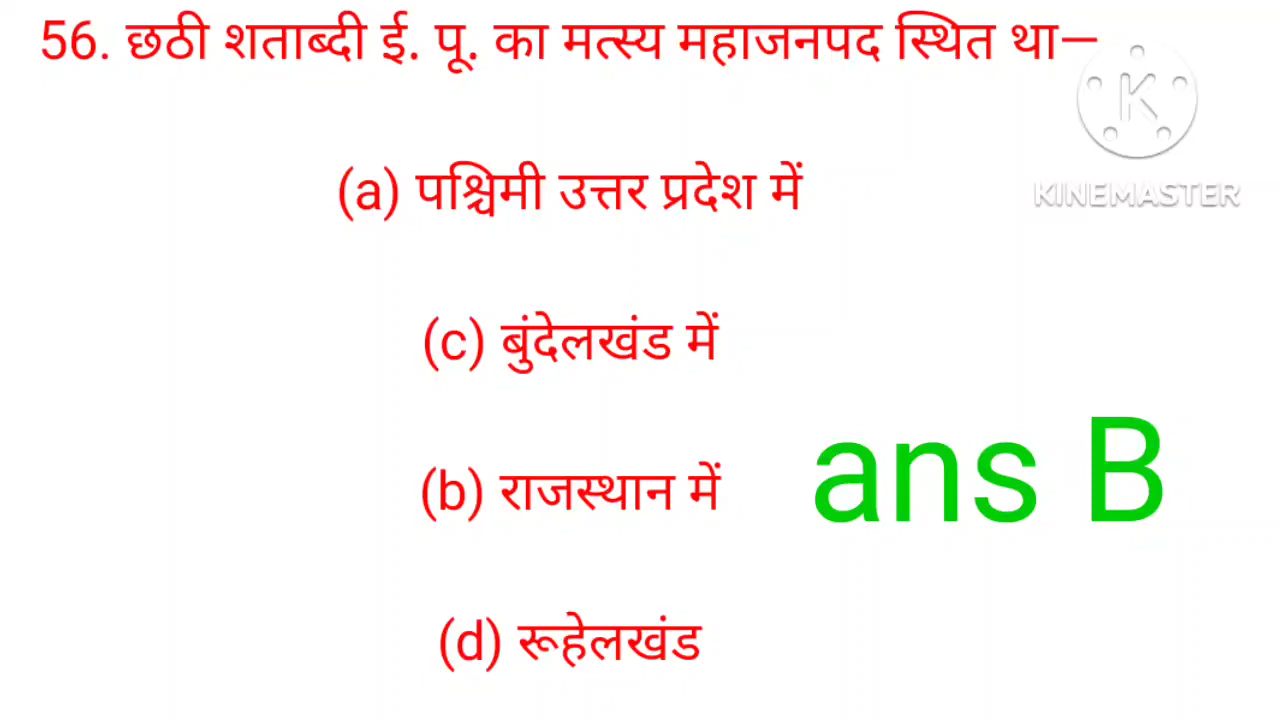 56. छठी शताब्दी ई. पू. का मत्स्य महाजनपद स्थित था—
K
KINEMASTER
(a) पश्चिमी उत्तर प्रदेश में
(c) बुंदेलखंड में
(b) राजस्थान में
ans B
(d) रूहेलखंड